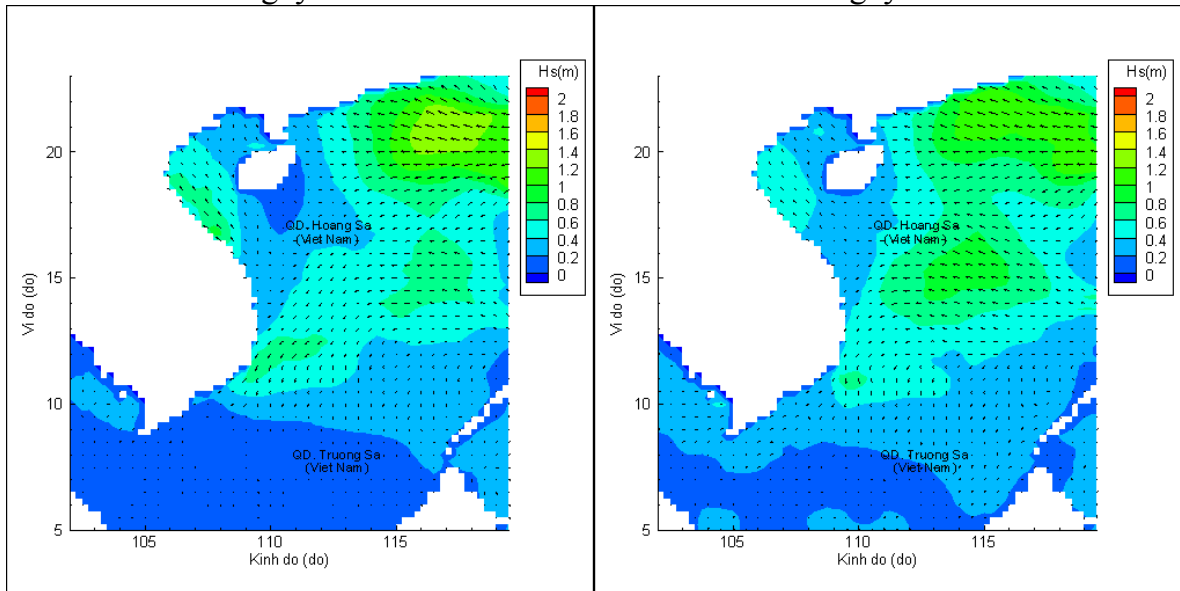 Hs(m)
2
1.8
1.6
1.4
1.2
1
0.8
0.6
0.4
0.2
0
20
15
10
5
Vi do (do)
QD. Hoang Sa
(Viet Nam)
QD. Truong Sa
(Viet Nam)
105
110
115
Kinh do (do)
Hs(m)
2
1.8
1.6
1.4
1.2
1
0.8
0.6
0.4
0.2
0
20
15
10
5
Vi do (do)
QD. Hoang Sa
(Viet Nam)
QD. Truong Sa
(Viet Nam)
105
110
115
Kinh do (do)